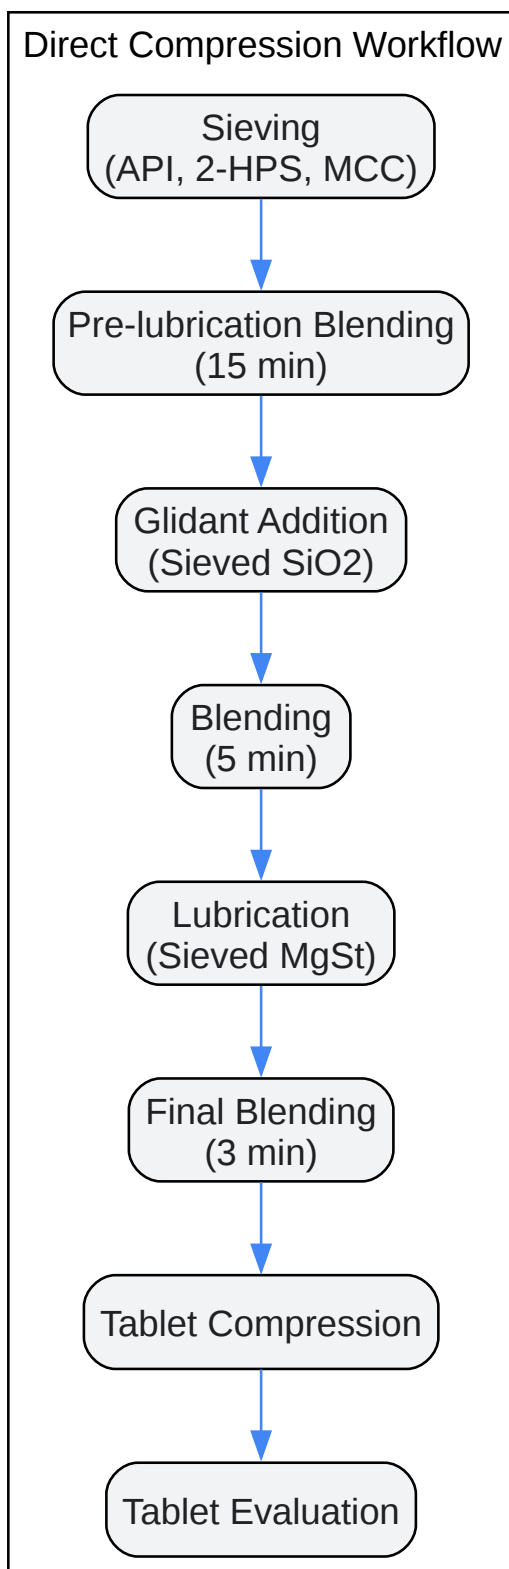 Direct Compression Workflow
Sieving
(API, 2-HPS, MCC)
Pre-lubrication Blending
(15 min)
Glidant Addition
(Sieved SiO2)
Blending
(5 min)
Lubrication
(Sieved MgSt)
Final Blending
(3 min)
Tablet Compression
Tablet Evaluation